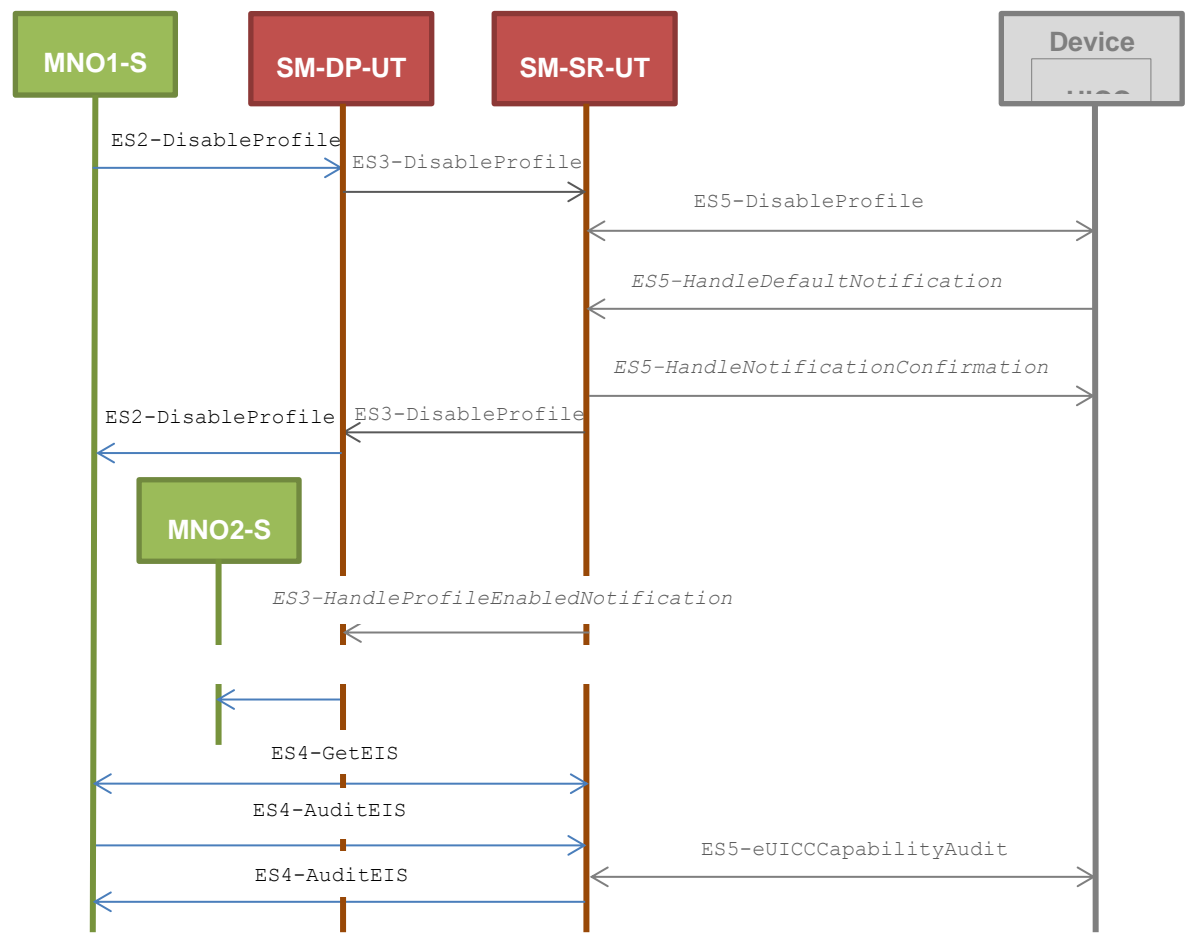 MNO1-S
SM-DP-UT
SM-SR-UT
Device
ES2-DisableProfile
ES3-DisableProfile
ES5-DisableProfile
ES5-HandleDefaultNotification
ES5-HandleNotificationConfirmation
ES2-DisableProfile
ES3-DisableProfile
MNO2-S
ES3-HandleProfileEnabledNotification
ES4-GetEIS
ES4-AuditEIS
ES5-eUICCCapabilityAudit
ES4-AuditEIS